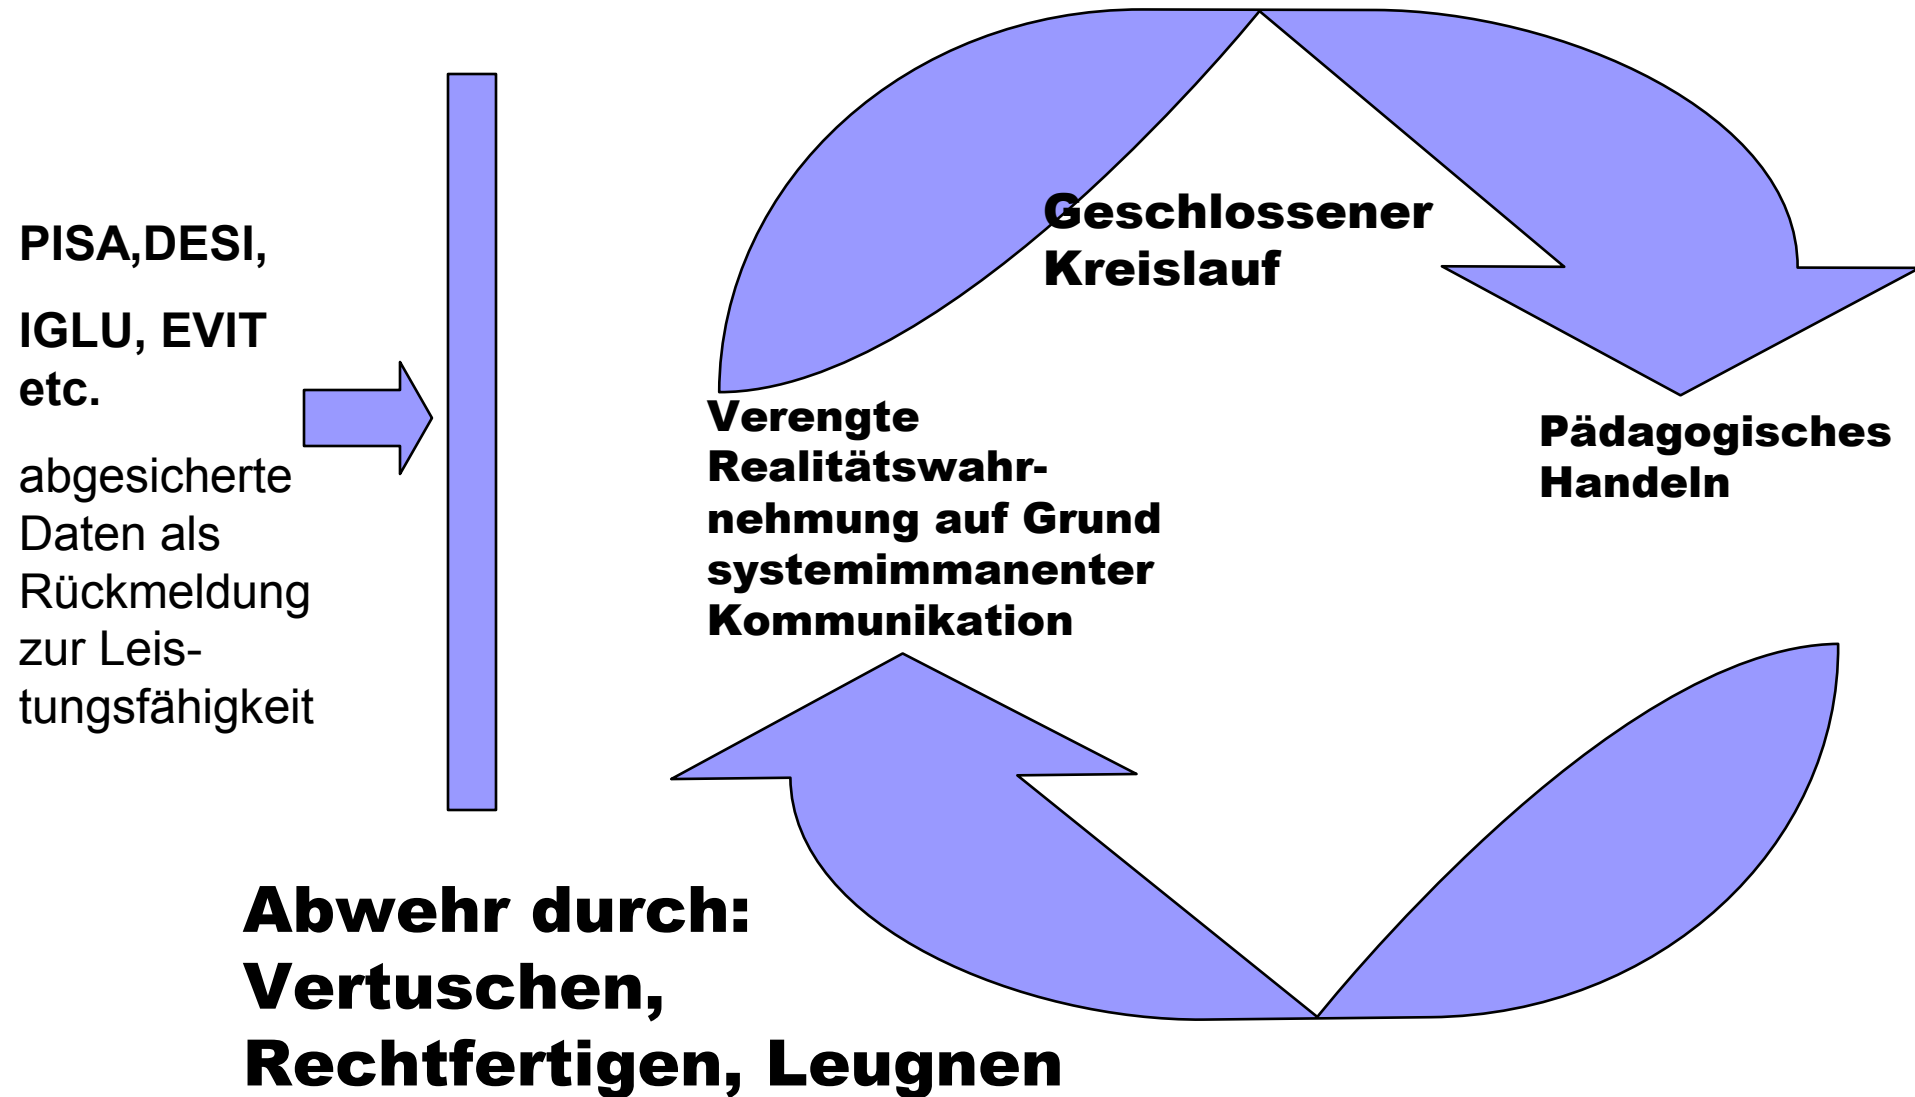 PISA,DESI,
IGLU, EVIT
etc.
abgesicherte
Daten als
Rückmeldung
zur Leis-
tungsfähigkeit
Geschlossener
Kreislauf
Verengte
Realitätswahr-
nehmung auf Grund
systemimmanenter
Kommunikation
Pädagogisches
Handeln
Abwehr durch:
Vertuschen,
Rechtfertigen, Leugnen